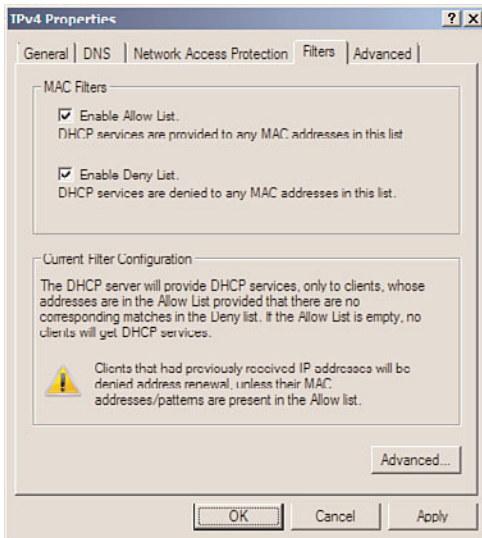 IPv4 Properties
General
DNS
Network Access Protection
Filters
Advanced
MAC Filters
Enable Allow List.
DHCP services are provided to any MAC addresses in this list
Enable Deny List.
DHCP services are denied to any MAC addresses in this list.
Current Filter Configuration
The DHCP server will provide DHCP services, only to clients, whose
addresses are in the Allow List provided that there are no
corresponding matches in the Deny list. If the Allow List is empty, no
clients will get DHCP services.
Clients that had previously received IP addresses will be
denied address renewal, unless their MAC
addresses/patterns are present in the Allow list.
Advanced...
OK
Cancel
Apply